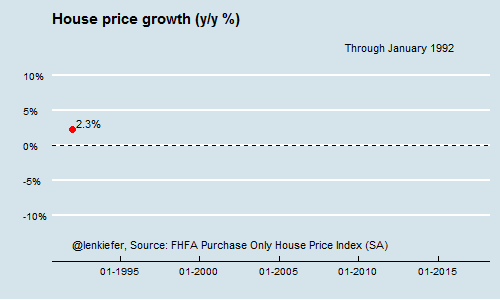 House price growth (y/y %)
Through January 1992
10%
5%
2.3%
0%
-5%
-10%
@lenkiefer, Source: FHFA Purchase Only House Price Index (SA)
01-1995 01-2000 01-2005 01-2010 01-2015